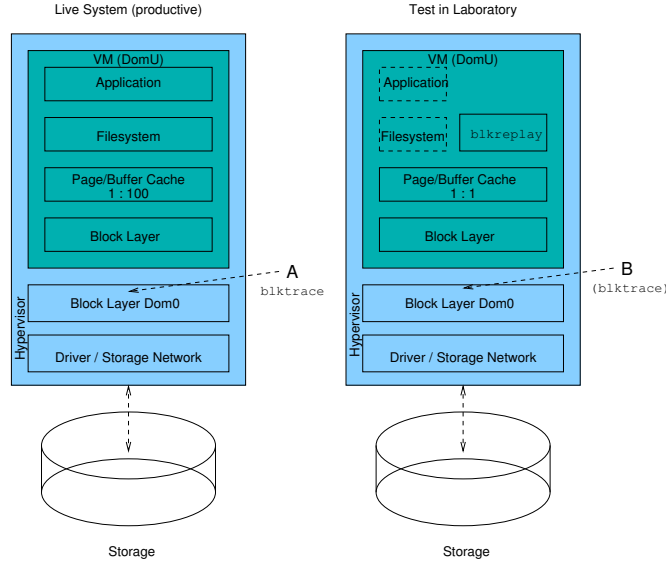 Live System (productive)
VM (DomU)
Application
Filesystem
Page/Buffer Cache
1 : 100
Block Layer
A
blktrace
Block Layer Dom0
Hypervisor
Driver / Storage Network
Storage
Test in Laboratory
VM (DomU)
Application
Filesystem
blkreplay
Page/Buffer Cache
1 : 1
Block Layer
B
(blktrace)
Block Layer Dom0
Hypervisor
Driver / Storage Network
Storage